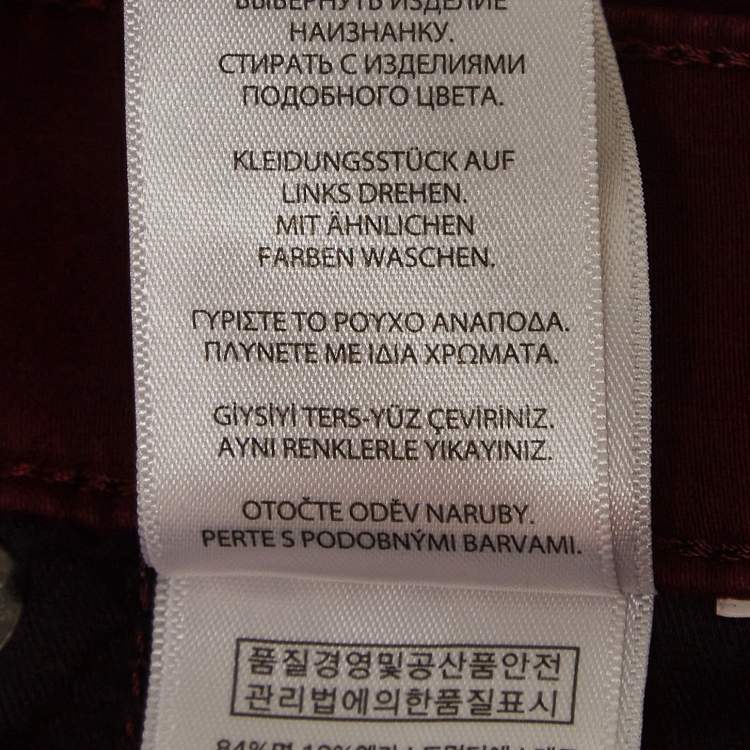 ВЫВЕРНУТЬ ИЗДЕЛИЕ
НАИЗНАНКУ.
СТИРАТЬ С ИЗДЕЛИЯМИ
ПОДОБНОГО ЦВЕТА.
KLEIDUNGSSTÜCK AUF
LINKS DREHEN.
MIT ÄHNLICHEN
FARBEN WASCHEN.
ΓΥΡΙΣΤΕ ΤΟ ΡΟΥΧΟ ΑΝΑΠΟΔΑ.
ΠΛΥΝΕΤΕ ΜΕ ΙΔΙΑ ΧΡΩΜΑΤΑ.
GİYSİYİ TERS-YÜZ ÇEVİRİNİZ.
AYNI RENKLERLE YIKAYINIZ.
OTOČTE ODĚV NARUBY.
PERTE S PODOBNÝMI BARVAMI.
품질경영및공산품안전
관리법에의한품질표시